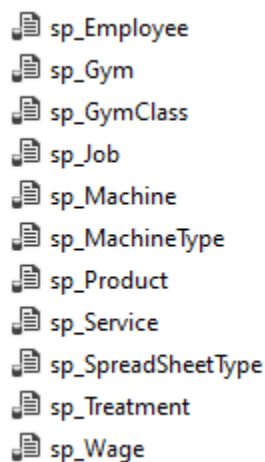 sp_Employee
sp_Gym
sp_GymClass
sp_Job
sp_Machine
sp_MachineType
sp_Product
sp_Service
sp_SpreadSheetType
sp_Treatment
sp_Wage